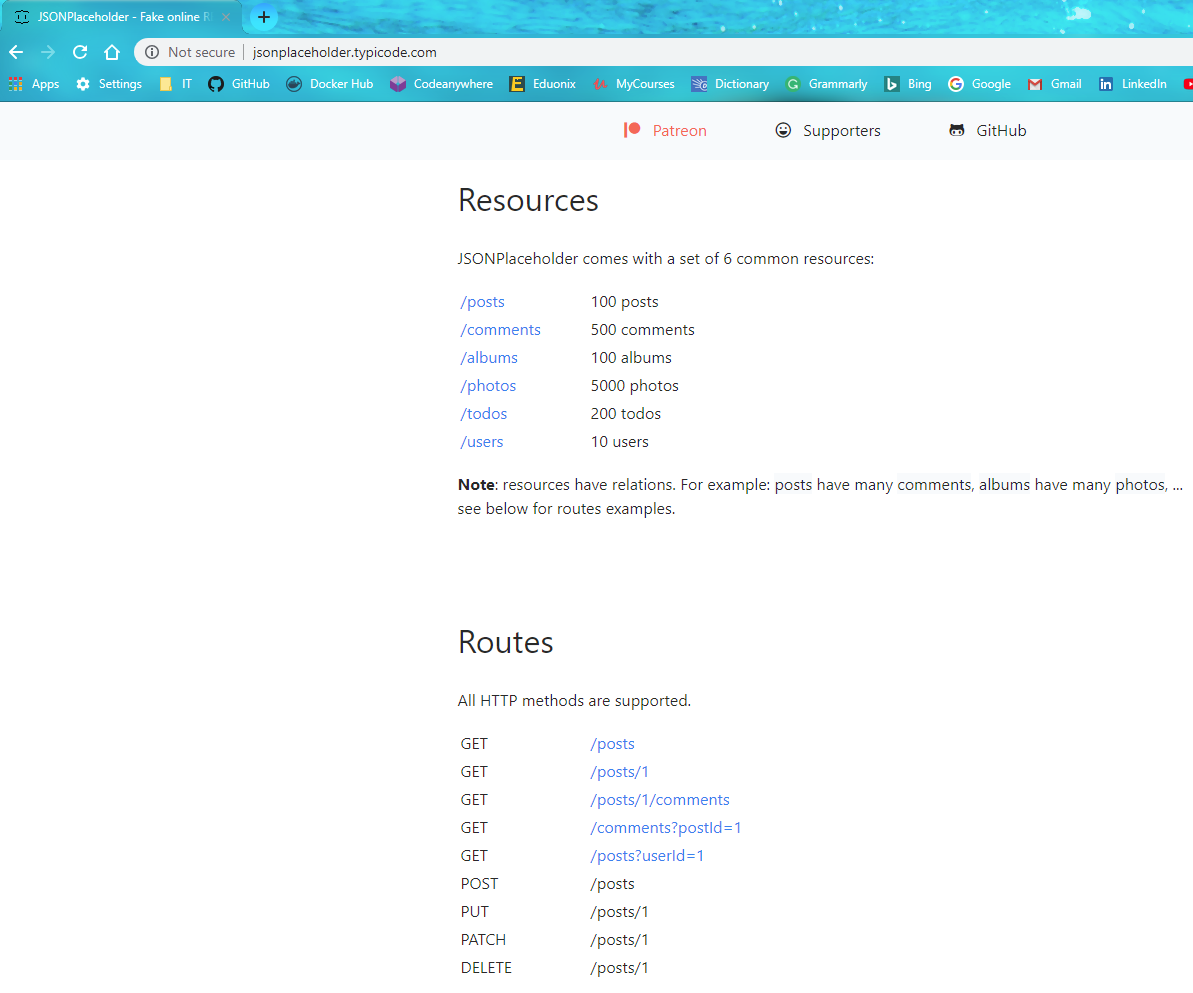 JSONPlaceholder - Fake online R
Not secure jsonplaceholder.typicode.com
Apps Settings IT GitHub Docker Hub Codeanywhere Eduonix MyCourses Dictionary Grammarly Bing Google Gmail LinkedIn
Patreon Supporters GitHub
Resources
JSONPlaceholder comes with a set of 6 common resources:
/posts 100 posts
/comments 500 comments
/albums 100 albums
/photos 5000 photos
/todos 200 todos
/users 10 users
Note: resources have relations. For example: posts have many comments, albums have many photos, ...
see below for routes examples.
Routes
All HTTP methods are supported.
GET /posts
GET /posts/1
GET /posts/1/comments
GET /comments?postId=1
GET /posts?userId=1
POST /posts
PUT /posts/1
PATCH /posts/1
DELETE /posts/1